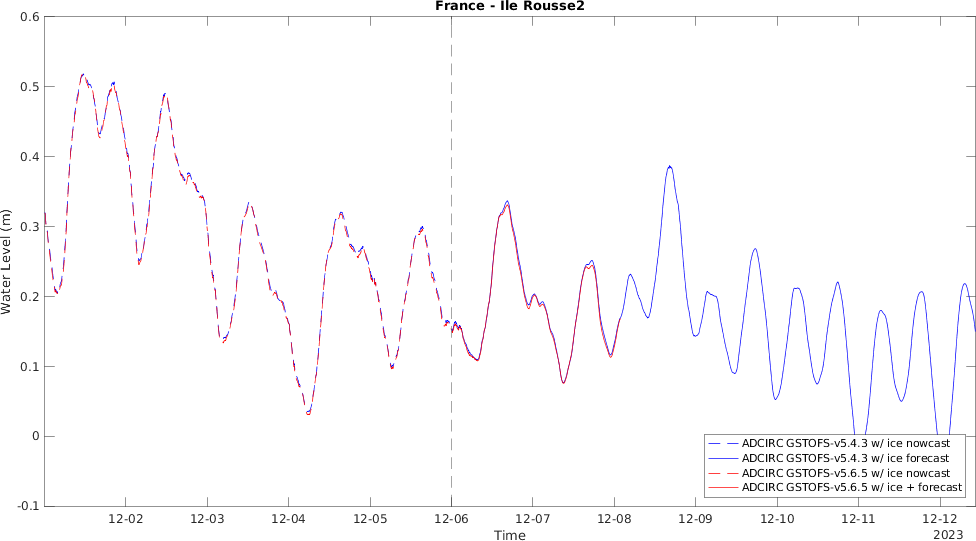 France - Ile Rousse2
0.6
0.5
0.4
0.3
0.2
0.1
0
-0.1
Water Level (m)
ADCIRC GSTOFS-v5.4.3 w/ ice nowcast
ADCIRC GSTOFS-v5.4.3 w/ ice forecast
ADCIRC GSTOFS-v5.6.5 w/ ice nowcast
ADCIRC GSTOFS-v5.6.5 w/ ice + forecast
12-02 12-03 12-04 12-05 12-06 12-07 12-08 12-09 12-10 12-11 12-12
Time
2023